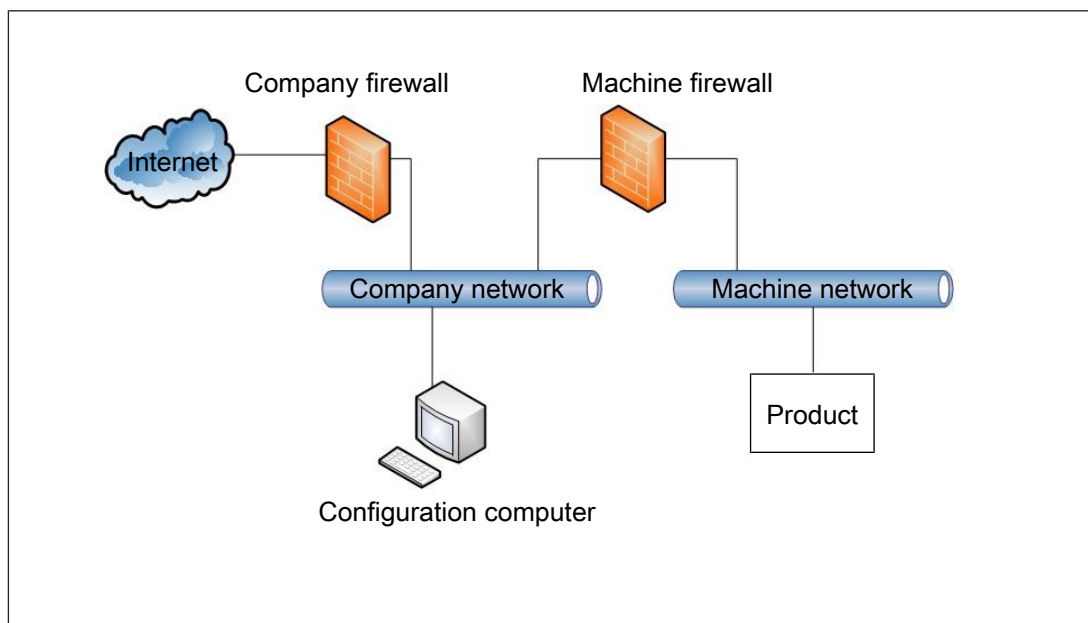 Company firewall
Machine firewall
Internet
Company network
Machine network
Product
Configuration computer